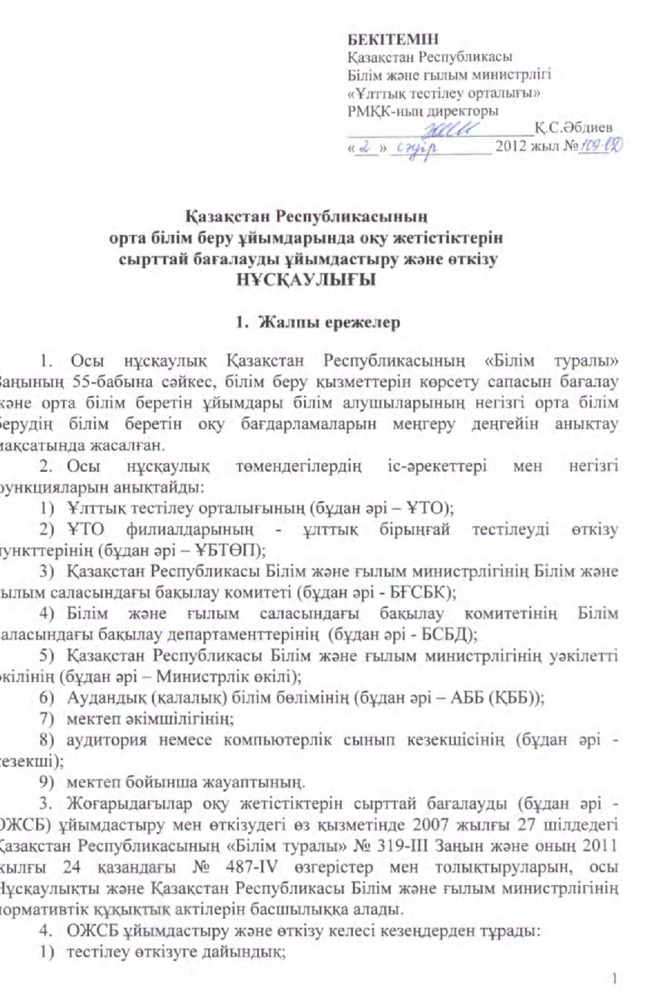 БЕКІТЕМІН
Қазақстан Республикасы
Білім және ғылым министрлігі
«Ұлттық тестілеу орталығы»
РМҚК-ның директоры
Қ.С.Әбдиев
«2» сәуір 2012 жыл №109-ОД
Қазақстан Республикасының
орта білім беру ұйымдарында оқу жетістіктерін
сырттай бағалауды ұйымдастыру және өткізу
НҰСҚАУЛЫҒЫ
1. Жалпы ережелер
1. Осы нұсқаулық Қазақстан Республикасының «Білім туралы»
Заңының 55-бабына сәйкес, білім беру қызметтерін көрсету сапасын бағалау
және орта білім беретін ұйымдары білім алушыларының негізгі орта білім
берудің білім беретін оқу бағдарламаларын меңгеру деңгейін анықтау
мақсатында жасалған.
2. Осы нұсқаулық төмендегілердің іс-әрекеттері мен негізгі
функцияларын анықтайды:
1) Ұлттық тестілеу орталығының (бұдан әрі – ҰТО);
2) ҰТО филиалдарының - ұлттық бірыңғай тестілеуді өткізу
пункттерінің (бұдан әрі – ҰБТӨП);
3) Қазақстан Республикасы Білім және ғылым министрлігінің Білім және
ғылым саласындағы бақылау комитеті (бұдан әрі - БҒСБК);
4) Білім және ғылым саласындағы бақылау комитетінің Білім
саласындағы бақылау департаменттерінің (бұдан әрі - БСБД);
5) Қазақстан Республикасы Білім және ғылым министрлігінің уәкілетті
өкілінің (бұдан әрі – Министрлік өкілі);
6) Аудандық (қалалық) білім бөлімінің (бұдан әрі – АББ (ҚББ));
7) мектеп әкімшілігінің;
8) аудитория немесе компьютерлік сынып кезекшісінің (бұдан әрі -
кезекші);
9) мектеп бойынша жауаптының.
3. Жоғарыдағылар оқу жетістіктерін сырттай бағалауды (бұдан әрі -
ОЖСБ) ұйымдастыру мен өткізудегі өз қызметінде 2007 жылғы 27 шілдедегі
Қазақстан Республикасының «Білім туралы» № 319-III Заңын және оның 2011
жылғы 24 қазандағы № 487-IV өзгерістер мен толықтыруларын, осы
Нұсқаулықты және Қазақстан Республикасы Білім және ғылым министрлігінің
нормативтік құқықтық актілерін басшылыққа алады.
4. ОЖСБ ұйымдастыру және өткізу келесі кезеңдерден тұрады:
1) тестілеу өткізуге дайындық;
1